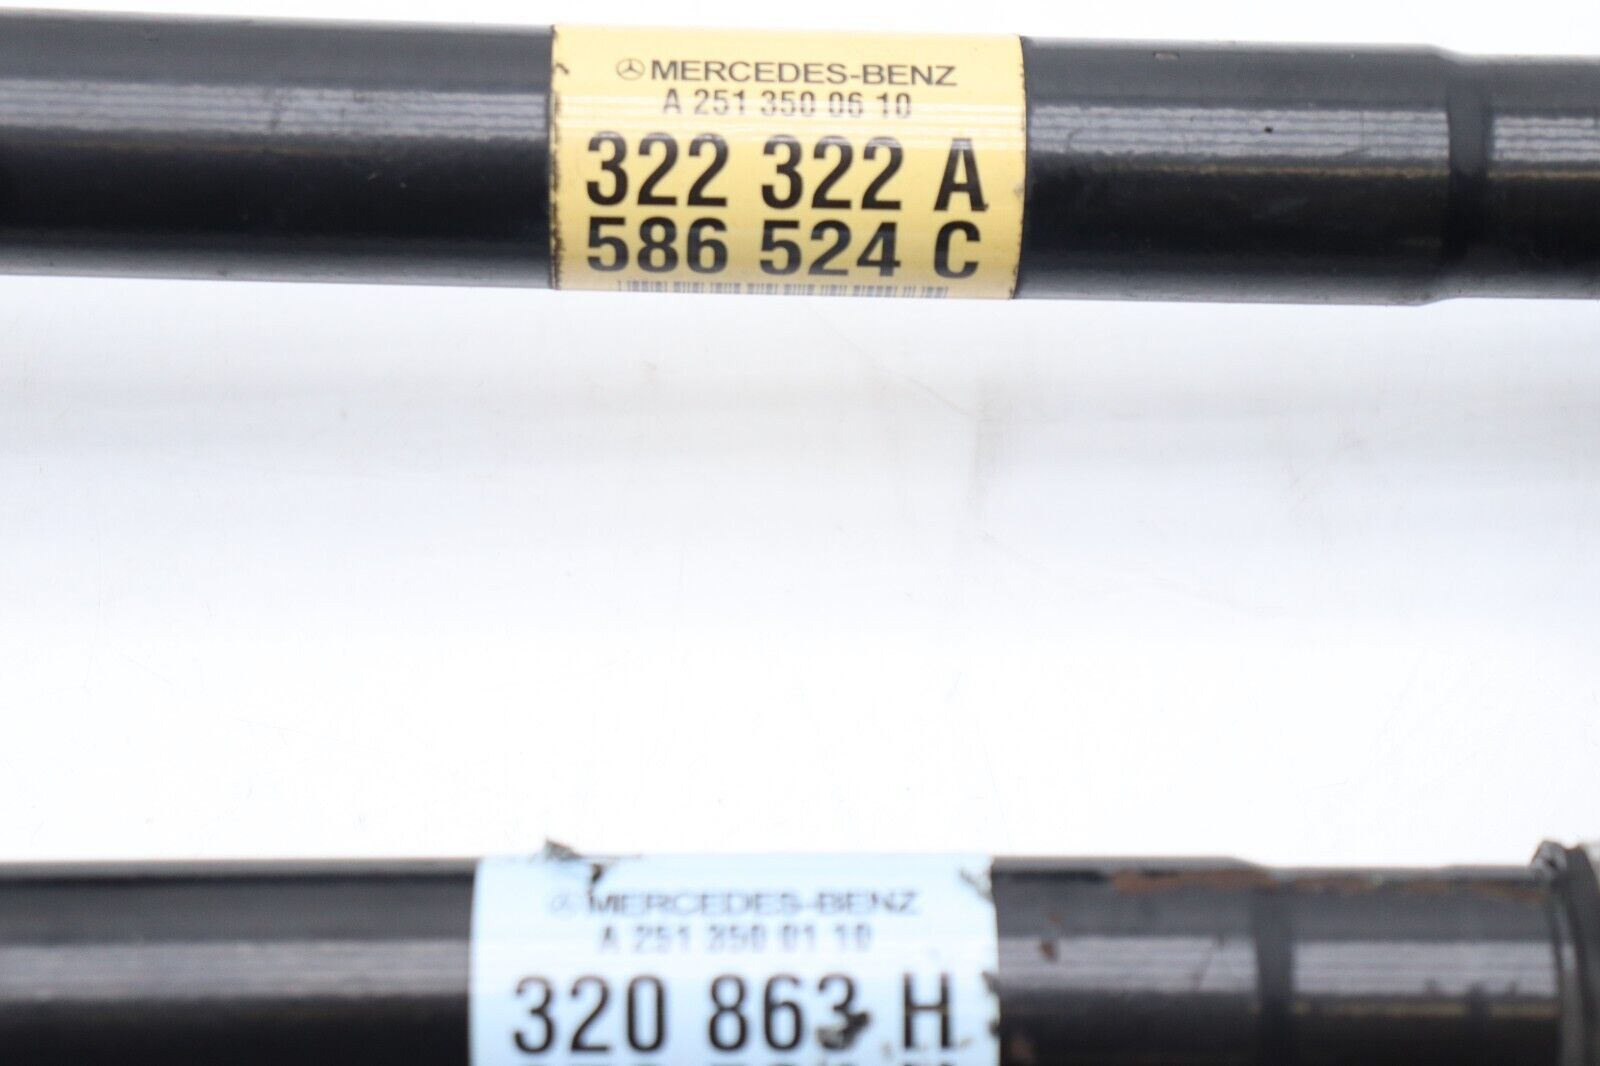 MERCEDES-BENZ
A 251 350 06 10
322 322 A
586 524 C
MERCEDES-BENZ
A 251 350 01 10
320 863 H